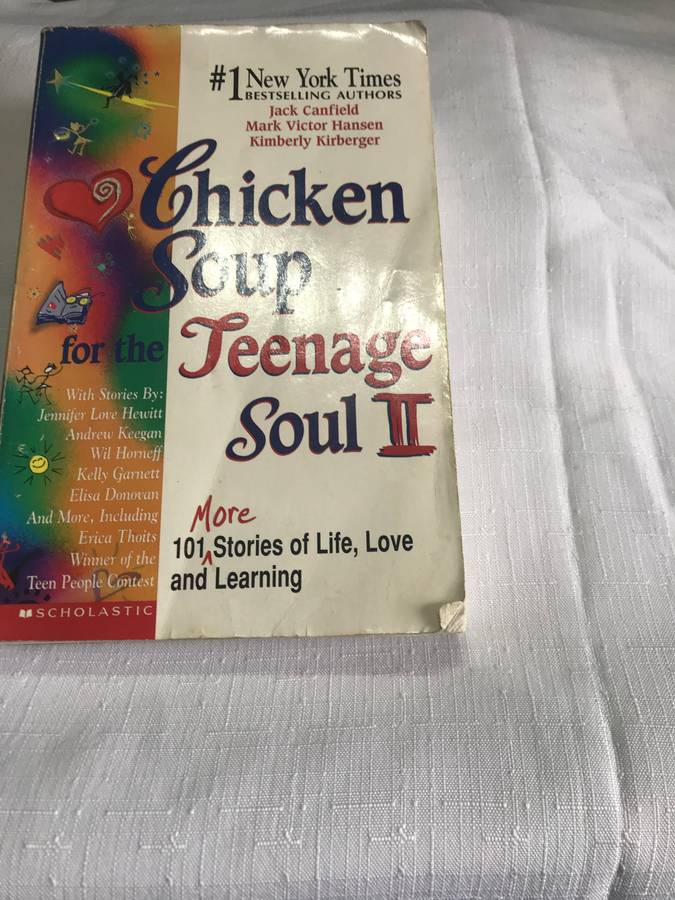 #1 New York Times
BESTSELLING AUTHORS
Jack Canfield
Mark Victor Hansen
Kimberly Kirberger
Chicken
Soup
for the Teenage
Soul II
With Stories By:
Jennifer Love Hewitt
Andrew Keegan
Wil Horneff
Kelly Garnett
Elisa Donovan
And More, Including
Erica Thoits
Winner of the
Teen People Contest
More
101 Stories of Life, Love
and Learning
SCHOLASTIC